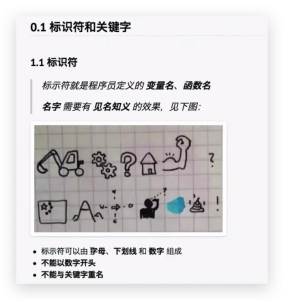 0.1 标识符和关键字
1.1 标识符
标示符就是程序员定义的 变量名、函数名
名字 需要有 见名知义 的效果，见下图：
?
?
!
标示符可以由 字母、下划线 和 数字 组成
不能以数字开头
不能与关键字重名